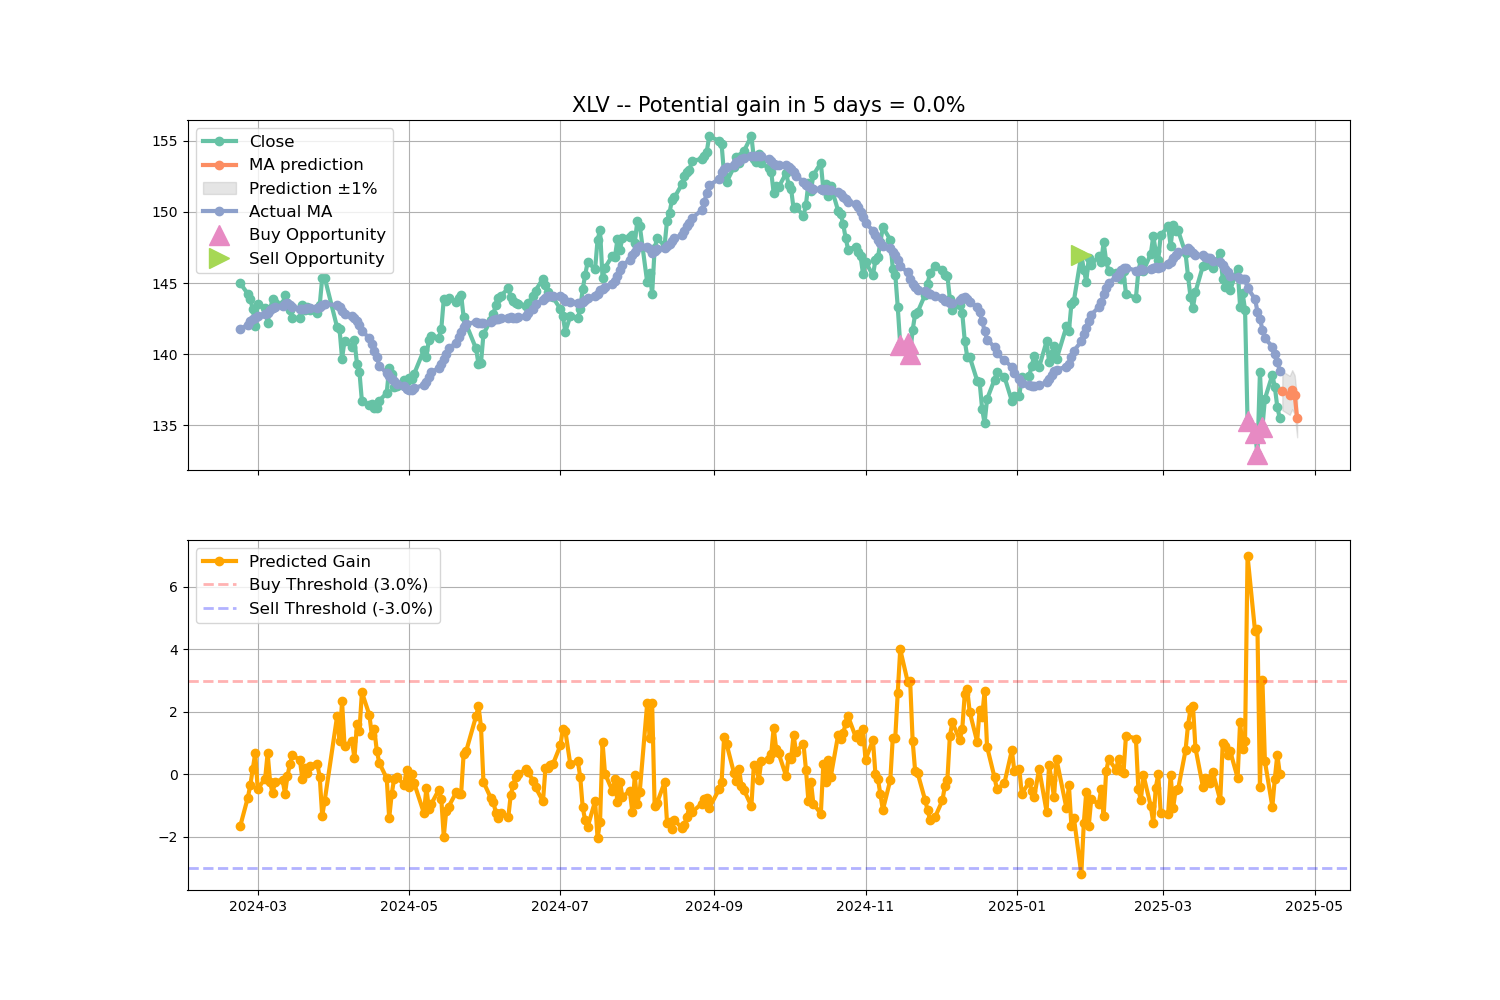 XLV -- Potential gain in 5 days = 0.0%
155
150
145
140
135
Close
MA prediction
Prediction ±1%
Actual MA
Buy Opportunity
Sell Opportunity
6
4
2
0
−2
Predicted Gain
Buy Threshold (3.0%)
Sell Threshold (-3.0%)
2024-03
2024-05
2024-07
2024-09
2024-11
2025-01
2025-03
2025-05